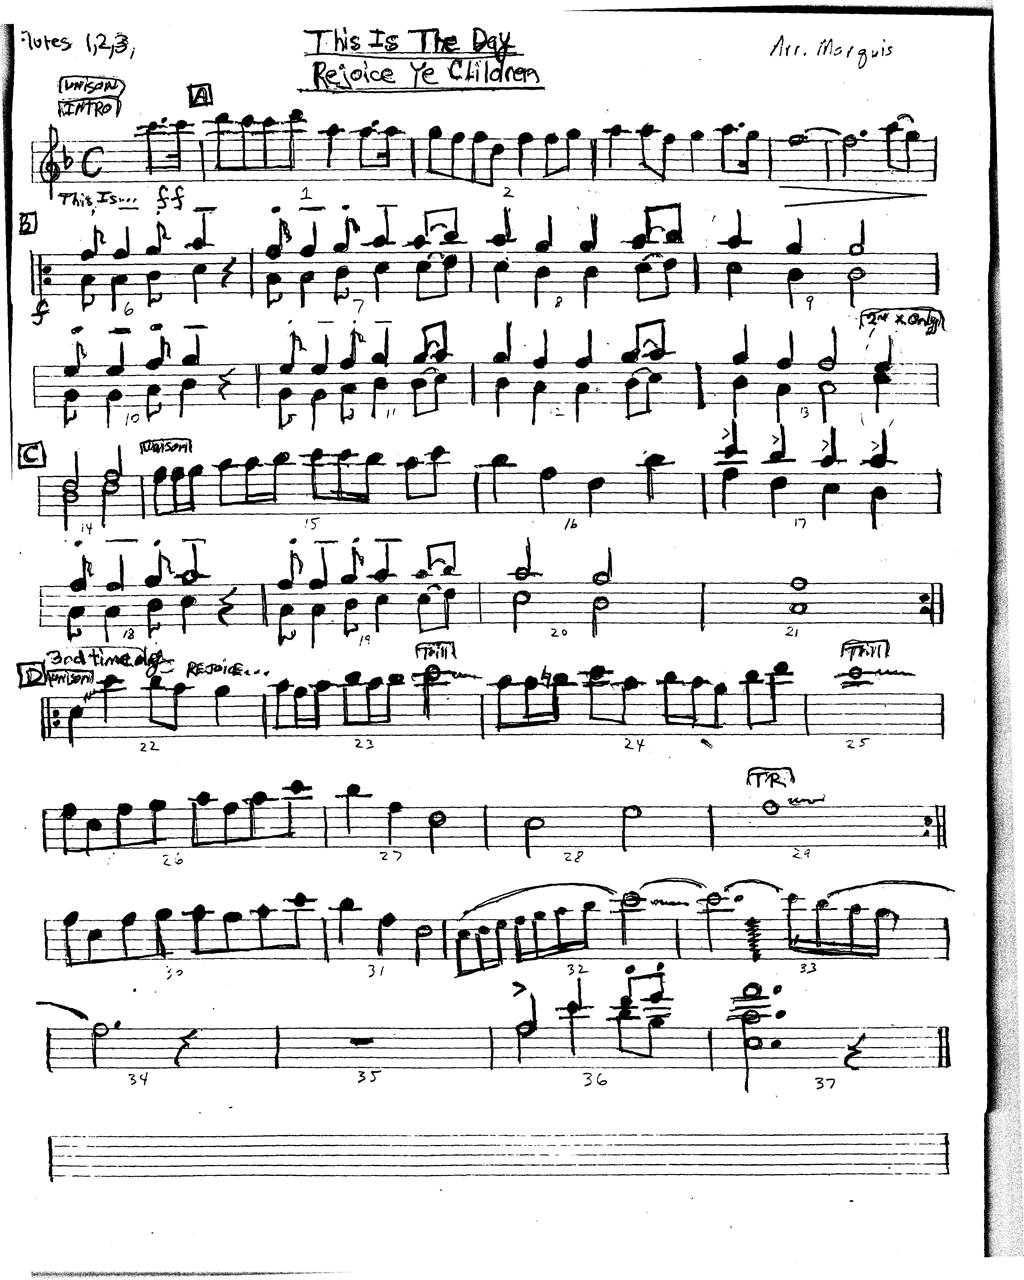 Flutes 1,2,3,
This Is The Day
Rejoice Ye Children
Arr. Marquis
UNISON
INTRO
A
C
This Is... ff
1 2
B
f
6 7 8 9
2nd x Only
10 11 12 13
C
Unison
14 15 16 17
18 19 20 21
D
3rd time 
UNISON
REJOICE...
Trill
Trill
22 23 24 25
TR
26 27 28 29
30 31 32 33
34 35 36 37